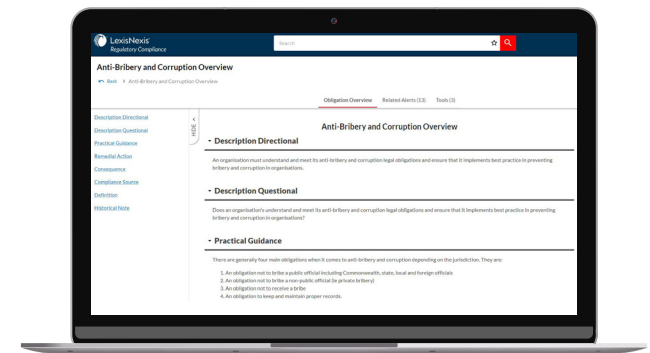 LexisNexis®
Regulatory Compliance
Search
Anti-Bribery and Corruption Overview
Back > Anti-Bribery and Corruption Overview
Obligation Overview Related Alerts (13) Tools (3)
Description Directional
Description Questional
Practical Guidance
Remedial Action
Consequence
Compliance Source
Definition
Historical Note
HIDE
Anti-Bribery and Corruption Overview
Description Directional
An organisation must understand and meet its anti-bribery and corruption legal obligations and ensure that it implements best practice in preventing
bribery and corruption in organisations.
Description Questional
Does an organisation's understand and meet its anti-bribery and corruption legal obligations and ensure that it implements best practice in preventing
bribery and corruption in organisations?
Practical Guidance
There are generally four main obligations when it comes to anti-bribery and corruption depending on the jurisdiction. They are:
1. An obligation not to bribe a public official including Commonwealth, state, local and foreign officials
2. An obligation not to bribe a non-public official (ie private bribery)
3. An obligation not to receive a bribe
4. An obligation to keep and maintain proper records.